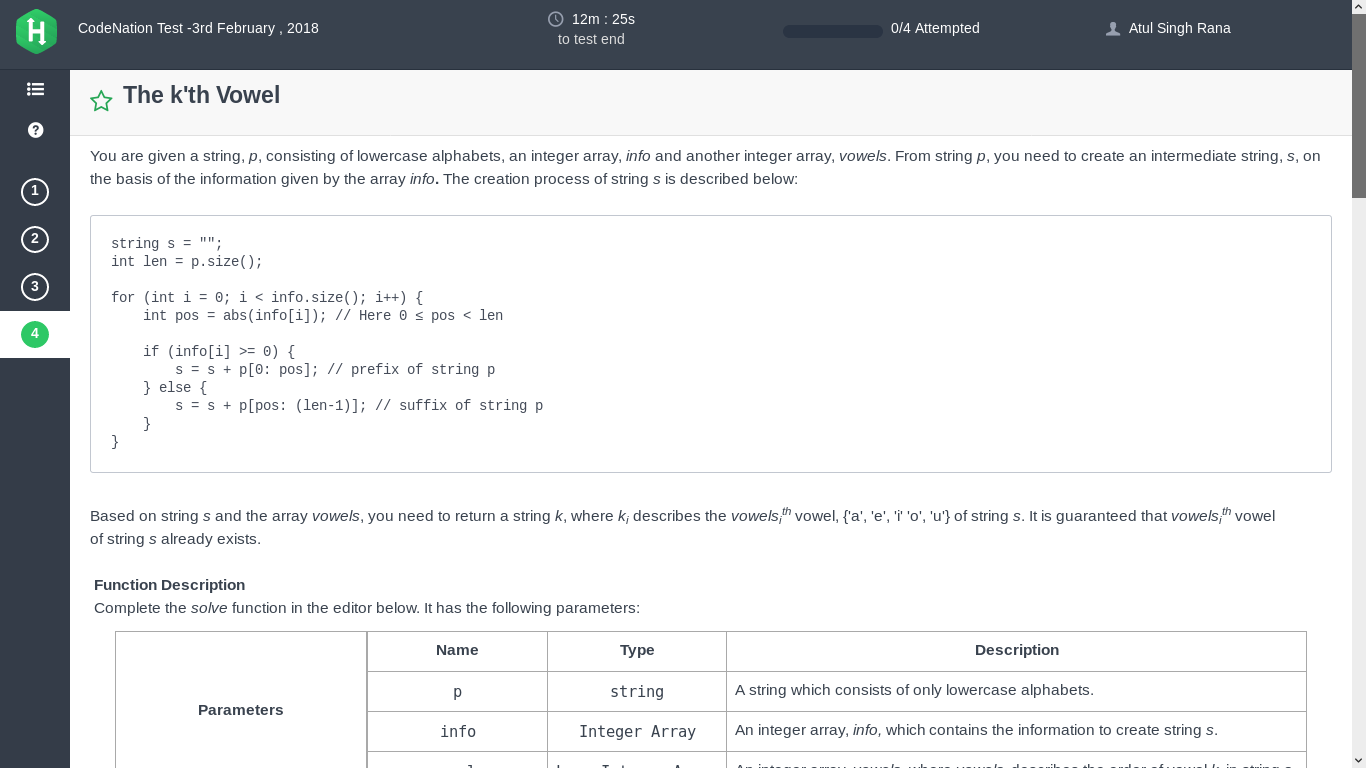 CodeNation Test -3rd February , 2018
12m : 25s
to test end
0/4 Attempted
Atul Singh Rana
The k'th Vowel
1
2
3
4
You are given a string, p, consisting of lowercase alphabets, an integer array, info and another integer array, vowels. From string p, you need to create an intermediate string, s, on
the basis of the information given by the array info. The creation process of string s is described below:
string s = "";
int len = p.size();
for (int i = 0; i < info.size(); i++) {
    int pos = abs(info[i]); // Here 0 ≤ pos < len
    if (info[i] >= 0) {
        s = s + p[0: pos]; // prefix of string p
    } else {
        s = s + p[pos: (len-1)]; // suffix of string p
    }
}
Based on string s and the array vowels, you need to return a string k, where ki describes the vowelsi th vowel, {'a', 'e', 'i' 'o', 'u'} of string s. It is guaranteed that vowelsi th vowel
of string s already exists.
Function Description
Complete the solve function in the editor below. It has the following parameters:
Name Type Description
Parameters
p string A string which consists of only lowercase alphabets.
info Integer Array An integer array, info, which contains the information to create string s.